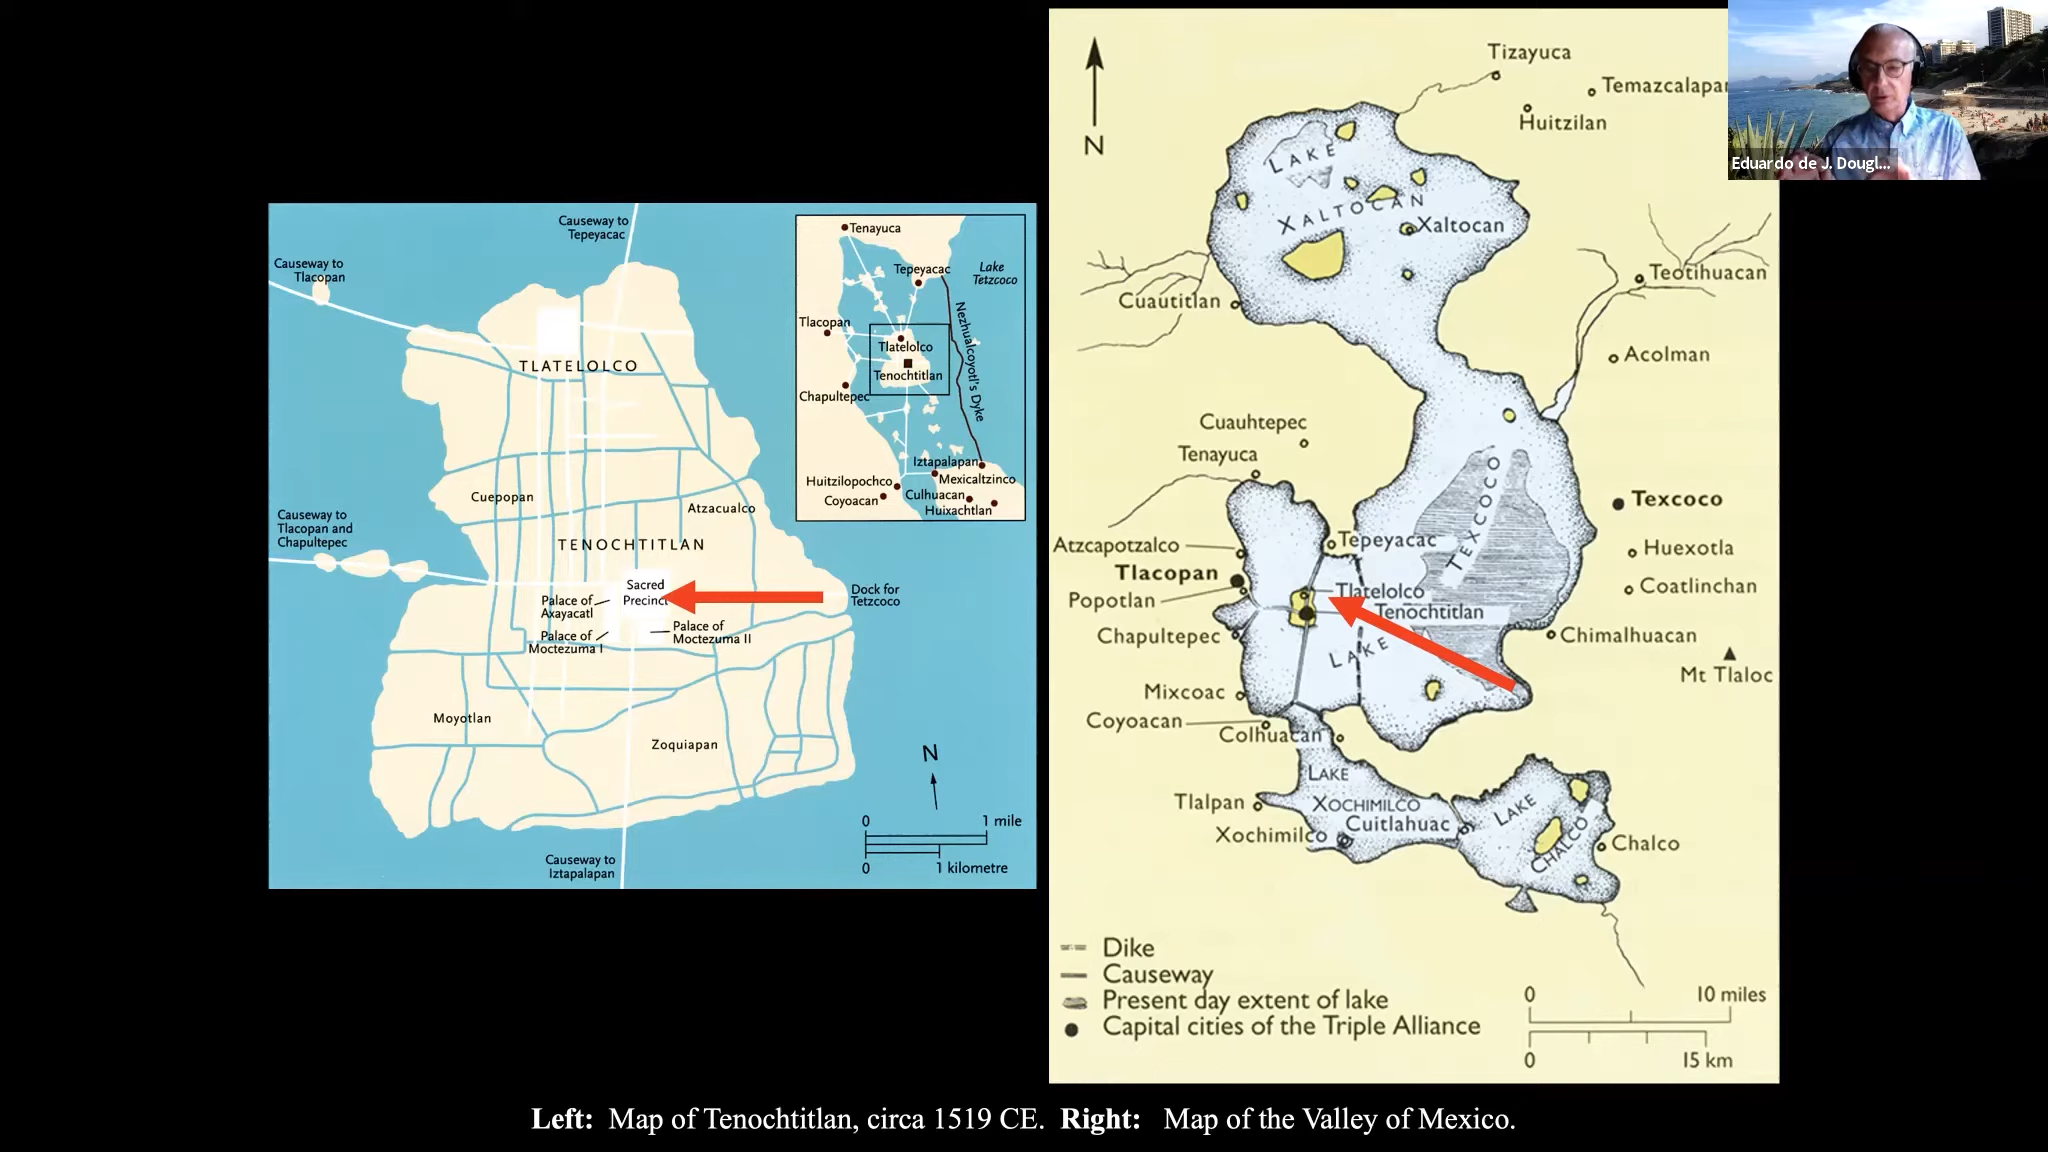 Causeway to
Tepeyacac
Causeway to
Tlacopan
TLATELOLCO
Cuepopan
Atzacualco
Causeway to
Tlacopan and
Chapultepec
TENOCHTITLAN
Sacred
Precinct
Palace of
Axayacatl
Palace of
Moctezuma I
Palace of
Moctezuma II
Dock for
Tetzcoco
Moyotlan
Zoquiapan
Causeway to
Iztapalapan
N
0 1 mile
0 1 kilometre
Tenayuca
Tepeyacac
Lake
Tetzcoco
Tlacopan
Nezhualcoyotl's Dyke
Tlatelolco
Tenochtitlan
Chapultepec
Iztapalapan
Mexicaltzinco
Huitzilopochco
Culhuacan
Coyoacan
Huixachtlan
N
Tizayuca
Temazcalapan
Huitzilan
LAKE
XALTOCAN
Xaltocan
Teotihuacan
Cuautitlan
Acolman
Cuauhtepec
Tenayuca
TEXCOCO
Texcoco
Atzcapotzalco
Tepeyacac
Huexotla
Tlacopan
Tlatelolco
Coatlinchan
Popotlan
Tenochtitlan
Chapultepec
LAKE
Chimalhuacan
Mt Tlaloc
Mixcoac
Coyoacan
Colhuacan
LAKE
XOCHIMILCO
Tlalpan
Cuitlahuac
Xochimilco
LAKE
CHALCO
Chalco
Dike
Causeway
Present day extent of lake
Capital cities of the Triple Alliance
0 10 miles
0 15 km
Eduardo de J. Dougl...
Left: Map of Tenochtitlan, circa 1519 CE. Right: Map of the Valley of Mexico.